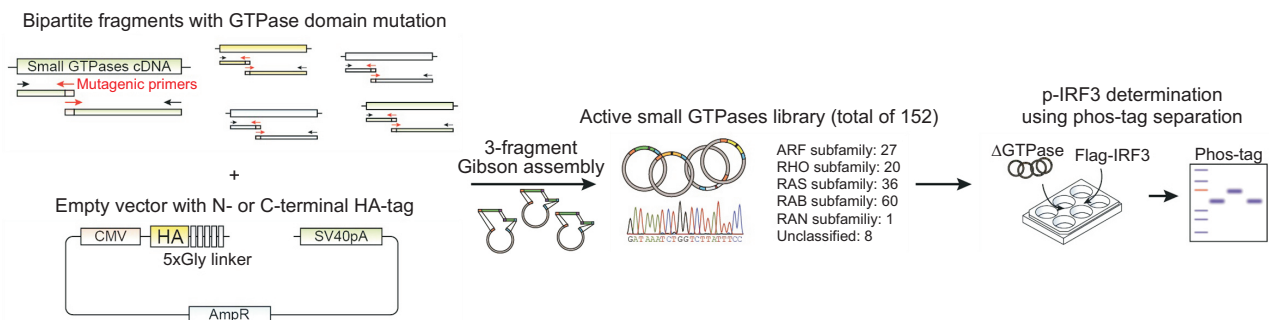 Bipartite fragments with GTPase domain mutation
Small GTPases cDNA
Mutagenic primers
+
Empty vector with N- or C-terminal HA-tag
CMV
HA
SV40pA
5xGly linker
AmpR
3-fragment
Gibson assembly
Active small GTPases library (total of 152)
GATAAATCTGGTCTTATTTCC
ARF subfamily: 27
RHO subfamily: 20
RAS subfamily: 36
RAB subfamily: 60
RAN subfamiliy: 1
Unclassified: 8
p-IRF3 determination
using phos-tag separation
ΔGTPase
Flag-IRF3
Phos-tag